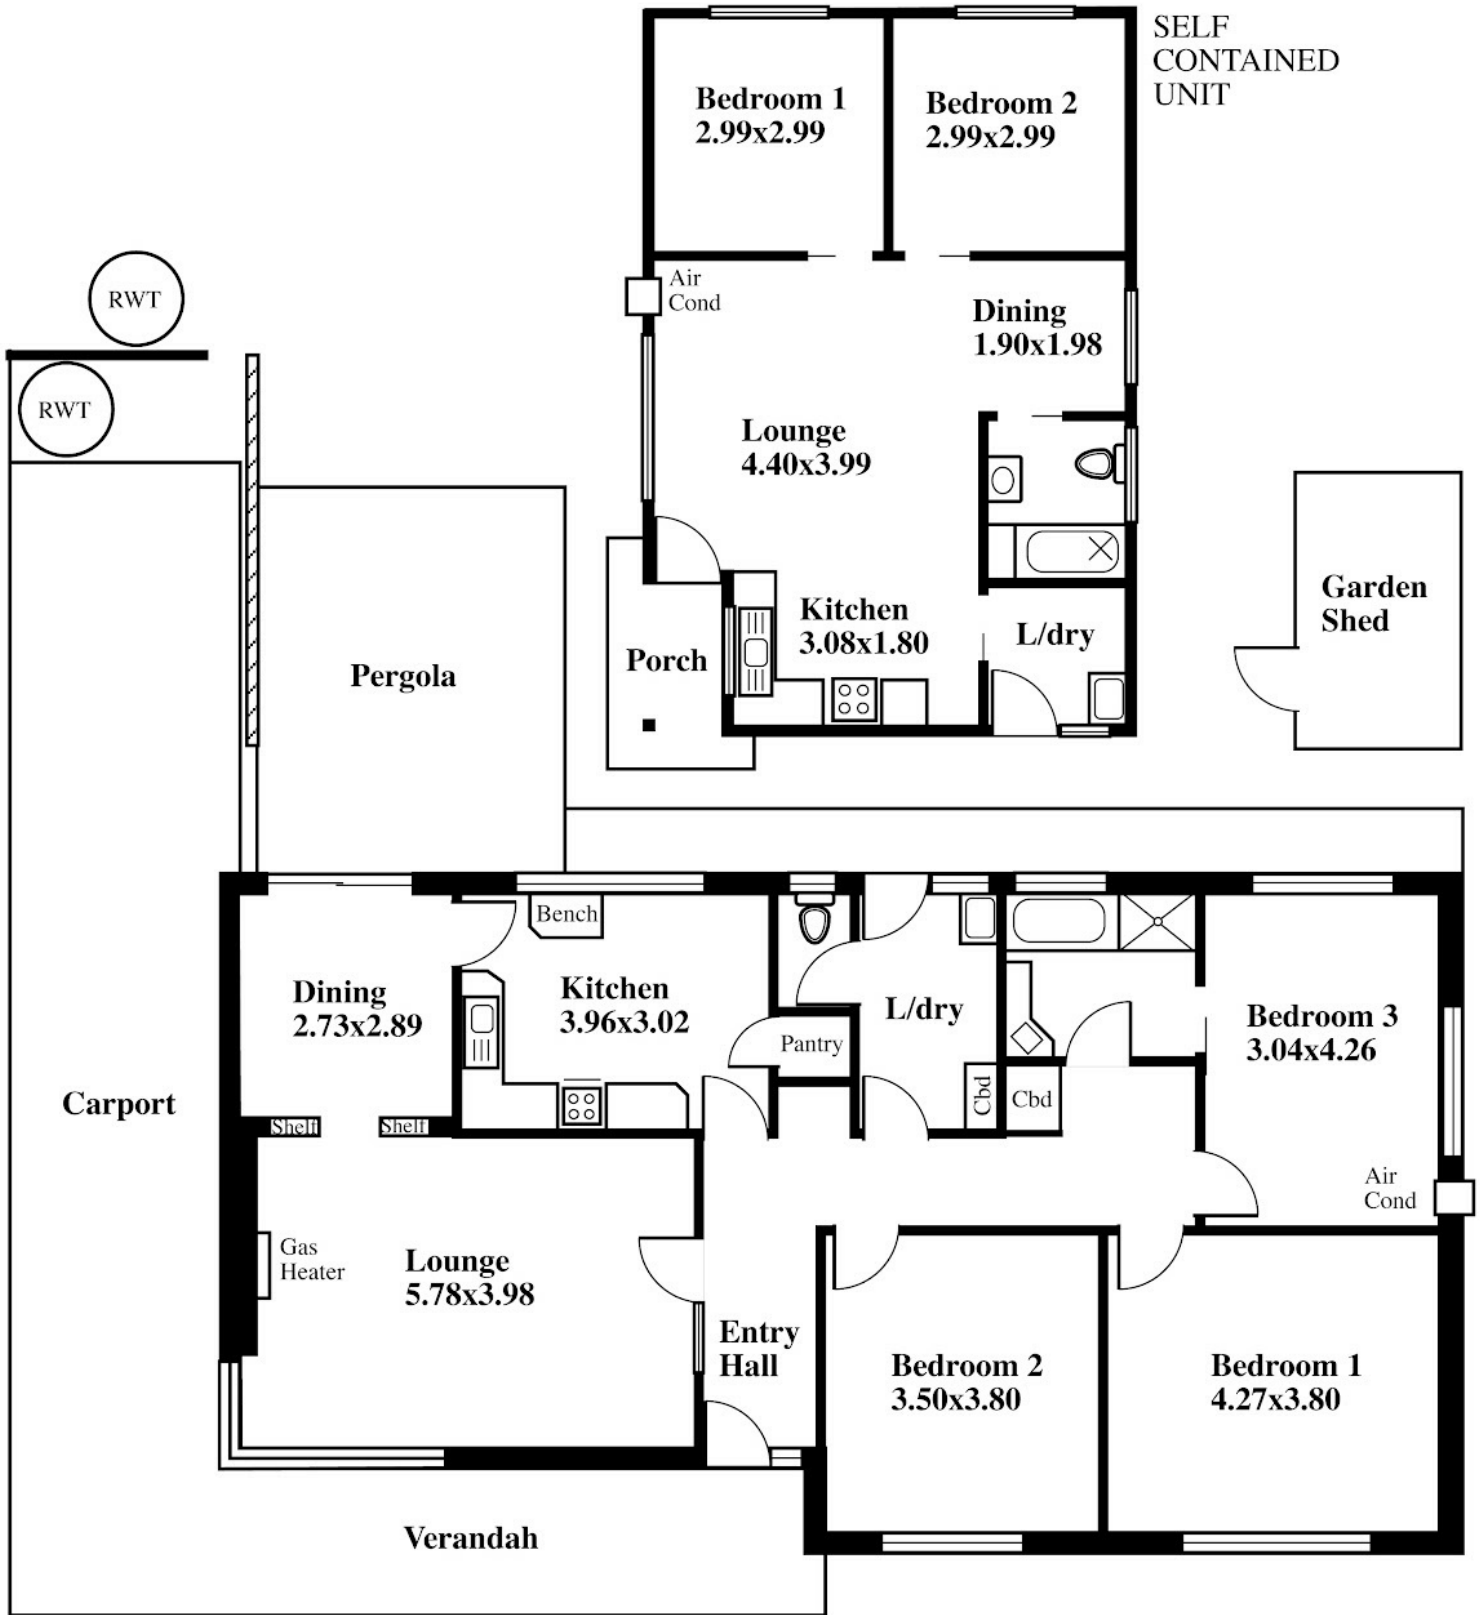 SELF
CONTAINED
UNIT
Bedroom 1
2.99x2.99
Bedroom 2
2.99x2.99
Air
Cond
Dining
1.90x1.98
RWT
RWT
Lounge
4.40x3.99
Garden
Shed
Kitchen
3.08x1.80
L/dry
Porch
Pergola
Bench
Dining
2.73x2.89
Kitchen
3.96x3.02
L/dry
Pantry
Bedroom 3
3.04x4.26
Carport
Cbd
Cbd
Shelf
Shelf
Air
Cond
Gas
Heater
Lounge
5.78x3.98
Entry
Hall
Bedroom 2
3.50x3.80
Bedroom 1
4.27x3.80
Verandah